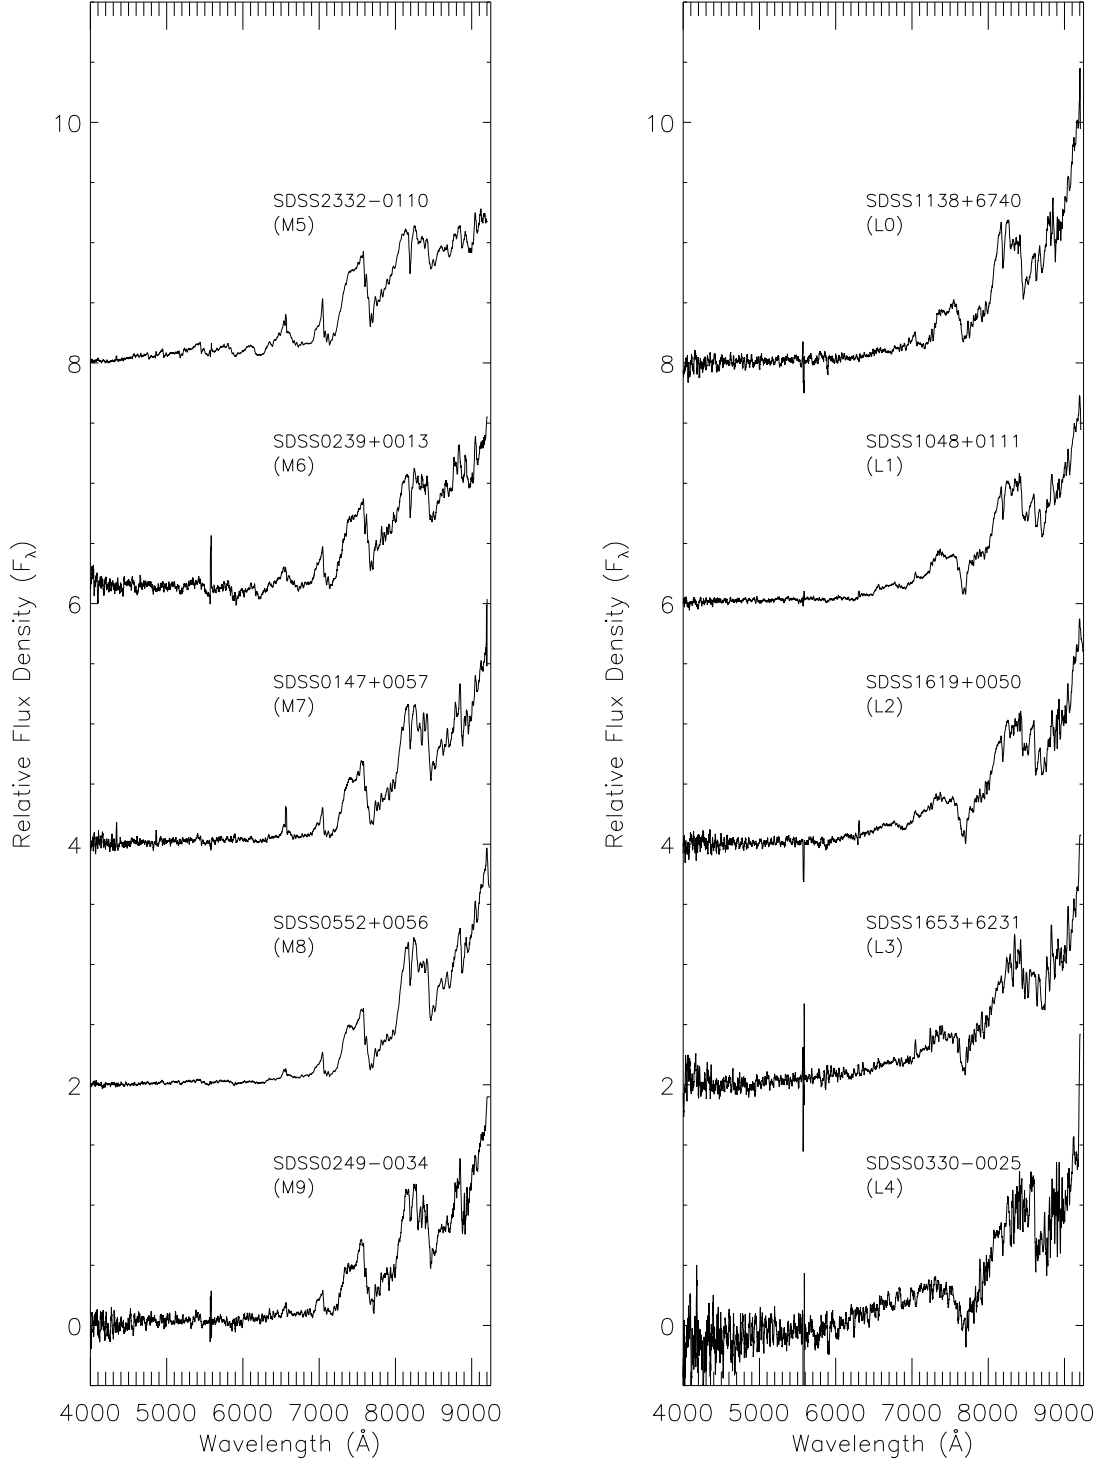 10
SDSS2332-0110
(M5)
8
SDSS0239+0013
(M6)
6
SDSS0147+0057
(M7)
4
SDSS0552+0056
(M8)
2
SDSS0249-0034
(M9)
0
Relative Flux Density (Fλ)
4000 5000 6000 7000 8000 9000
Wavelength (Å)
10
SDSS1138+6740
(L0)
8
SDSS1048+0111
(L1)
6
SDSS1619+0050
(L2)
4
SDSS1653+6231
(L3)
2
SDSS0330-0025
(L4)
0
Relative Flux Density (Fλ)
4000 5000 6000 7000 8000 9000
Wavelength (Å)